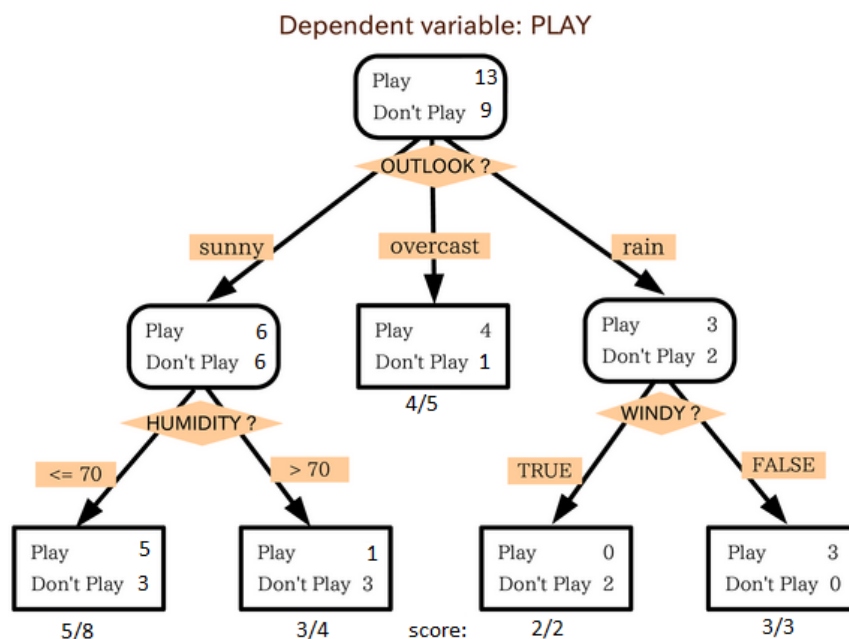 Dependent variable: PLAY
Play 13
Don't Play 9
OUTLOOK ?
sunny
overcast
rain
Play 6
Don't Play 6
Play 4
Don't Play 1
Play 3
Don't Play 2
4/5
HUMIDITY ?
WINDY ?
<= 70
> 70
TRUE
FALSE
Play 5
Don't Play 3
Play 1
Don't Play 3
Play 0
Don't Play 2
Play 3
Don't Play 0
5/8
3/4
score:
2/2
3/3